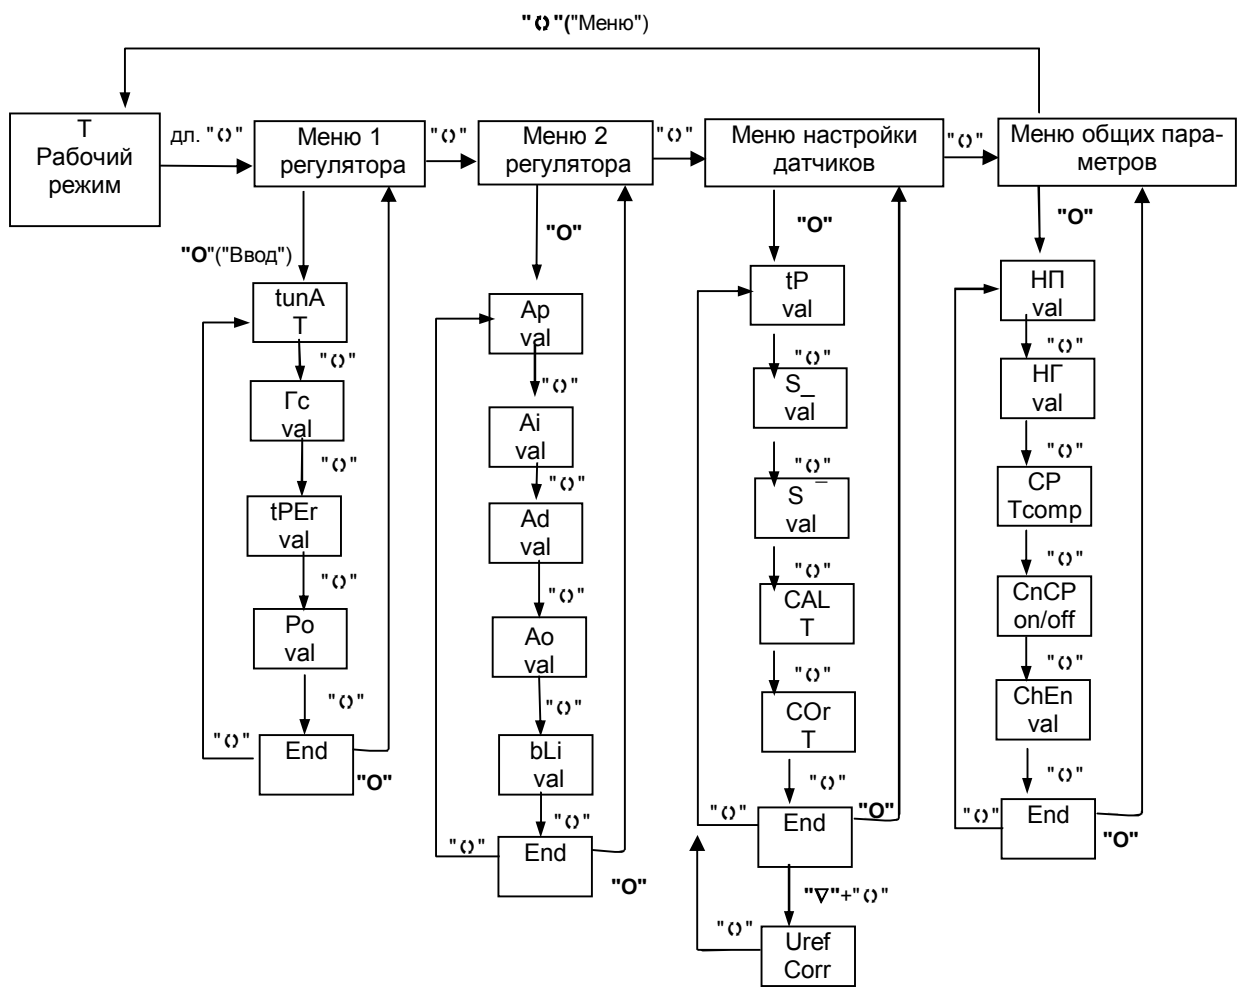 "⟳"("Меню")
Т
Рабочий
режим
дл. "⟳"
Меню 1
регулятора
"⟳"
Меню 2
регулятора
"⟳"
Меню настройки
датчиков
"⟳"
Меню общих пара-
метров
"О"("Ввод")
tunA
T
"⟳"
Гс
val
"⟳"
tPEr
val
"⟳"
Po
val
"⟳"
"⟳"
End
"О"
"О"
Ap
val
"⟳"
Ai
val
"⟳"
Ad
val
"⟳"
Ao
val
"⟳"
bLi
val
"⟳"
"⟳"
End
"О"
"О"
tP
val
"⟳"
S_
val
"⟳"
S ¯
val
"⟳"
CAL
T
"⟳"
COr
T
"⟳"
"⟳"
End
"О"
"∇"+"⟳"
"⟳"
Uref
Corr
"О"
НП
val
"⟳"
НГ
val
"⟳"
CP
Tcomp
"⟳"
CnCP
on/off
"⟳"
ChEn
val
"⟳"
"⟳"
End
"О"